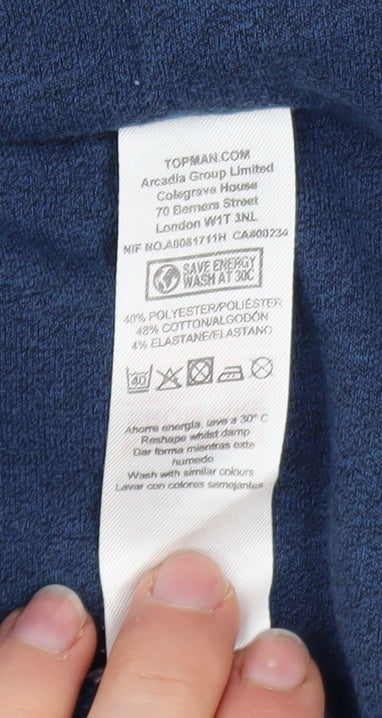 TOPMAN.COM
Arcadia Group Limited
Colegrave House
70 Berners Street
London W1T 3NL
NIF NO.A0081711H CA#00234
SAVE ENERGY
WASH AT 30C
48% POLYESTER/POLIÉSTER
48% COTTON/ALGODÓN
4% ELASTANE/ELASTANO
40
Ahorre energía, lave a 30° C
Reshape whilst damp
Dar forma mientras este
humedo
Wash with similar colours
Lavar con colores semejantes